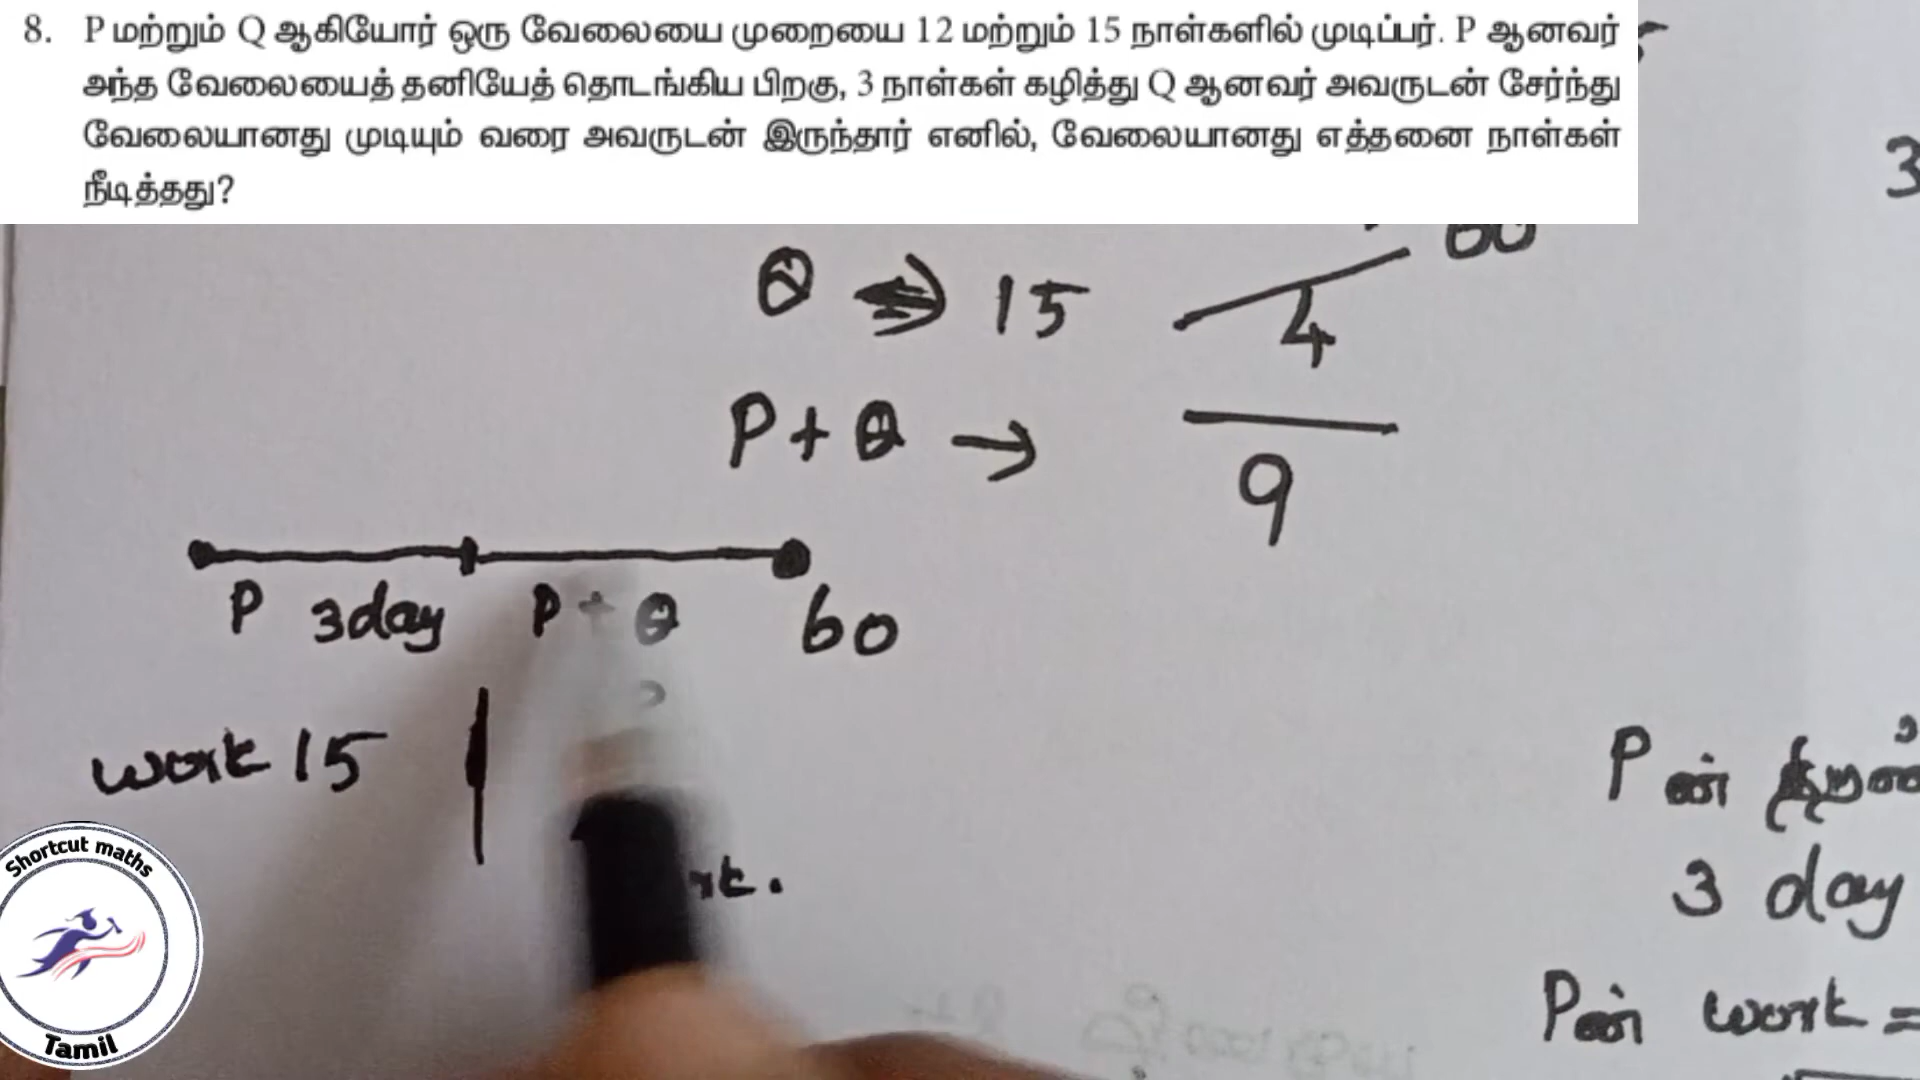 8. P மற்றும் Q ஆகியோர் ஒரு வேலையை முறையை 12 மற்றும் 15 நாள்களில் முடிப்பர். P ஆனவர்
அந்த வேலையைத் தனியேத் தொடங்கிய பிறகு, 3 நாள்கள் கழித்து Q ஆனவர் அவருடன் சேர்ந்து
வேலையானது முடியும் வரை அவருடன் இருந்தார் எனில், வேலையானது எத்தனை நாள்கள்
நீடித்தது?
3
60
Q ⇒ 15
4
P + Q →
9
P 3day P + Q 60
work 15
P ன்
3 day
Pன் work =
Shortcut maths
Tamil